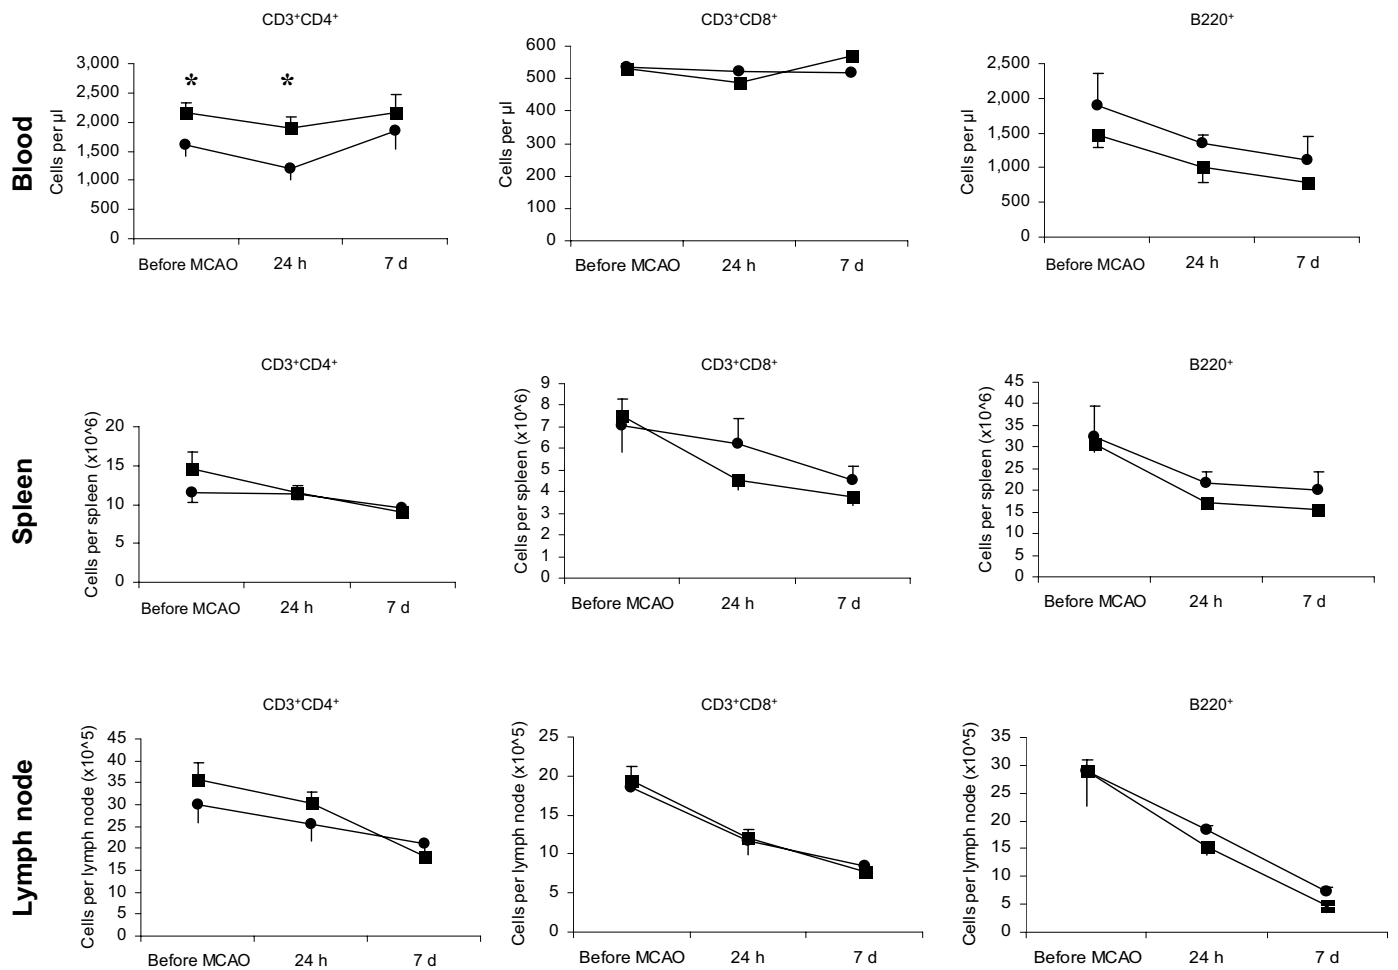 CD3⁺CD4⁺
CD3⁺CD8⁺
B220⁺
Blood
Cells per µl
3,000
2,500
2,000
1,500
1,000
500
0
*
*
Before MCAO
24 h
7 d
Cells per µl
600
500
400
300
200
100
0
Before MCAO
24 h
7 d
Cells per µl
2,500
2,000
1,500
1,000
500
0
Before MCAO
24 h
7 d
CD3⁺CD4⁺
CD3⁺CD8⁺
B220⁺
Spleen
Cells per spleen (x10^6)
20
15
10
5
0
Before MCAO
24 h
7 d
Cells per spleen (x10^6)
9
8
7
6
5
4
3
2
1
0
Before MCAO
24 h
7 d
Cells per spleen (x10^6)
45
40
35
30
25
20
15
10
5
0
Before MCAO
24 h
7 d
CD3⁺CD4⁺
CD3⁺CD8⁺
B220⁺
Lymph node
Cells per lymph node (x10^5)
45
40
35
30
25
20
15
10
5
0
Before MCAO
24 h
7 d
Cells per lymph node (x10^5)
25
20
15
10
5
0
Before MCAO
24 h
7 d
Cells per lymph node (x10^5)
35
30
25
20
15
10
5
0
Before MCAO
24 h
7 d